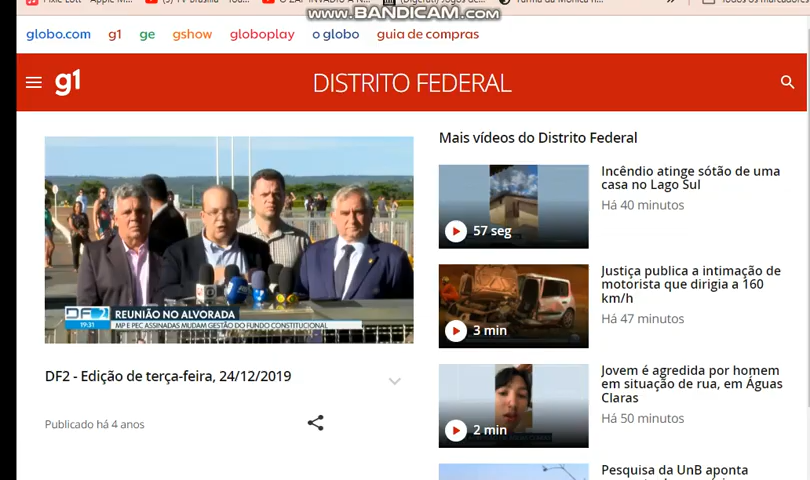 www.BANDICAM.com
globo.com g1 ge gshow globoplay o globo guia de compras
g1 DISTRITO FEDERAL
DF2
19:31
REUNIÃO NO ALVORADA
MP E PEC ASSINADAS MUDAM GESTÃO DO FUNDO CONSTITUCIONAL
DF2 - Edição de terça-feira, 24/12/2019
Publicado há 4 anos
Mais vídeos do Distrito Federal
57 seg
Incêndio atinge sótão de uma
casa no Lago Sul
Há 40 minutos
3 min
Justiça publica a intimação de
motorista que dirigia a 160
km/h
Há 47 minutos
2 min
Jovem é agredida por homem
em situação de rua, em Águas
Claras
Há 50 minutos
Pesquisa da UnB aponta